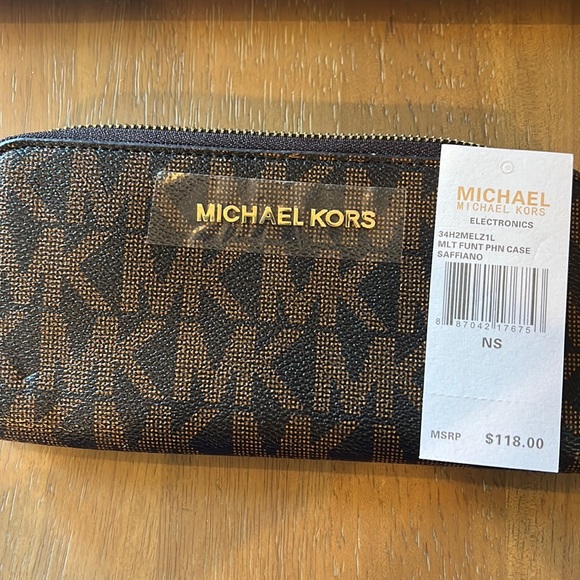 MICHAEL KORS
MICHAEL
MICHAEL KORS
ELECTRONICS
34H2MELZ1L
MLT FUNT PHN CASE
SAFFIANO
8 87042 17675
NS
MSRP $118.00